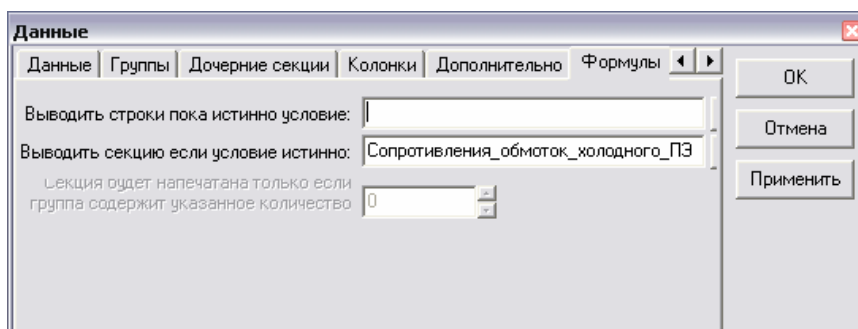 Данные
Данные Группы Дочерние секции Колонки Дополнительно Формулы
OK
Выводить строки пока истинно условие:
Отмена
Выводить секцию если условие истинно: Сопротивления_обмоток_холодного_ПЭ
Применить
Секция будет напечатана только если
группа содержит указанное количество 0